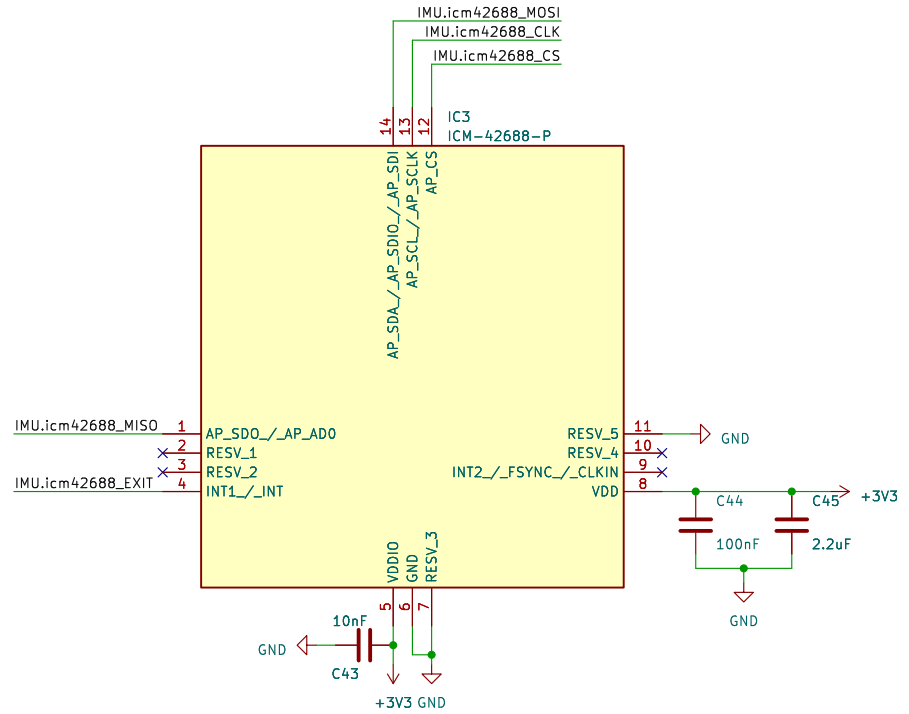 IMU.icm42688_MOSI
IMU.icm42688_CLK
IMU.icm42688_CS
14
13
12
IC3
ICM-42688-P
AP_SDA_/_AP_SDIO_/_AP_SDI
AP_SCL_/_AP_SCLK
AP_CS
IMU.icm42688_MISO
1
AP_SDO_/_AP_AD0
2
RESV_1
3
RESV_2
IMU.icm42688_EXIT
4
INT1_/_INT
RESV_5
11
GND
RESV_4
10
INT2_/_FSYNC_/_CLKIN
9
VDD
8
C44
C45
+3V3
100nF
2.2uF
GND
VDDIO
GND
RESV_3
5
6
7
10nF
GND
C43
+3V3
GND